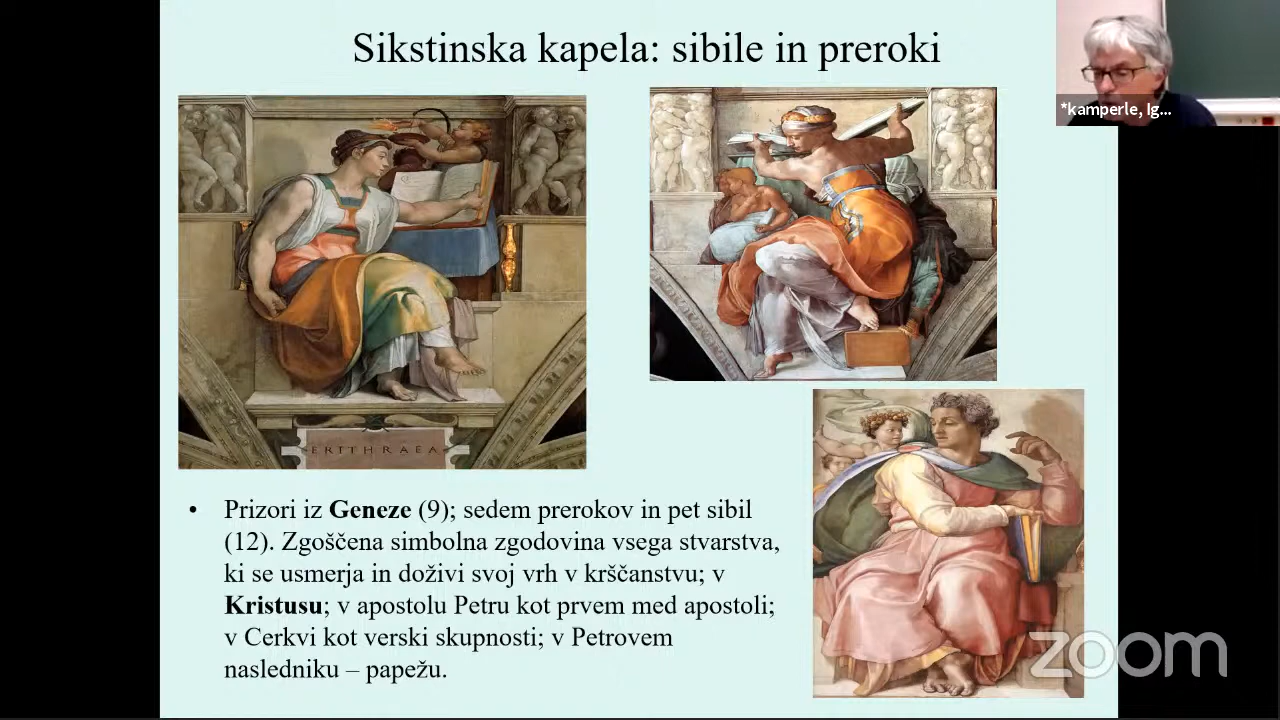 Sikstinska kapela: sibile in preroki
*kamperle, Ig...
ERITHRAEA
• Prizori iz Geneze (9); sedem prerokov in pet sibil
(12). Zgoščena simbolna zgodovina vsega stvarstva,
ki se usmerja in doživi svoj vrh v krščanstvu; v
Kristusu; v apostolu Petru kot prvem med apostoli;
v Cerkvi kot verski skupnosti; v Petrovem
nasledniku – papežu.
zoom